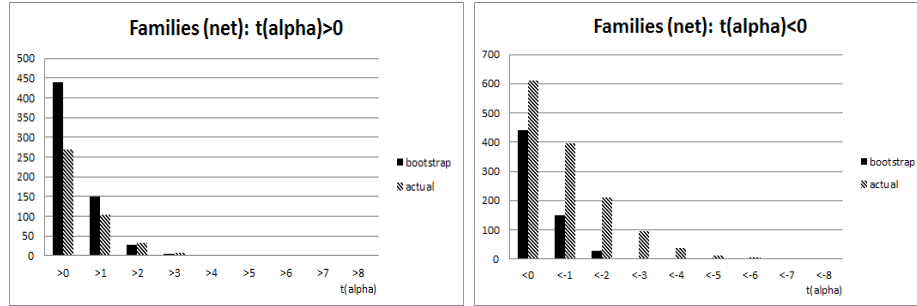 Families (net): t(alpha)>0
500
450
400
350
300
250
200
150
100
50
0
>0 >1 >2 >3 >4 >5 >6 >7 >8
t(alpha)
bootstrap
actual
Families (net): t(alpha)<0
700
600
500
400
300
200
100
0
<0 <-1 <-2 <-3 <-4 <-5 <-6 <-7 <-8
t(alpha)
bootstrap
actual